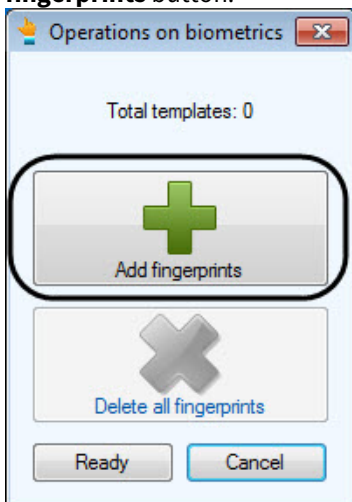 fingerprints button.
Operations on biometrics
Total templates: 0
Add fingerprints
Delete all fingerprints
Ready Cancel